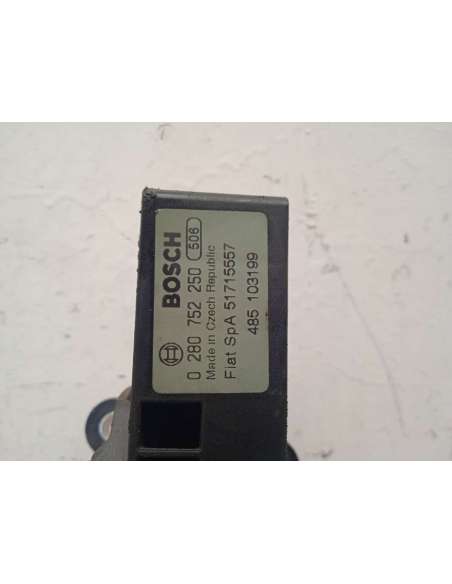 BOSCH
0 280 752 250 506
Made in Czech Republic
Fiat SpA 51715557
485 103199